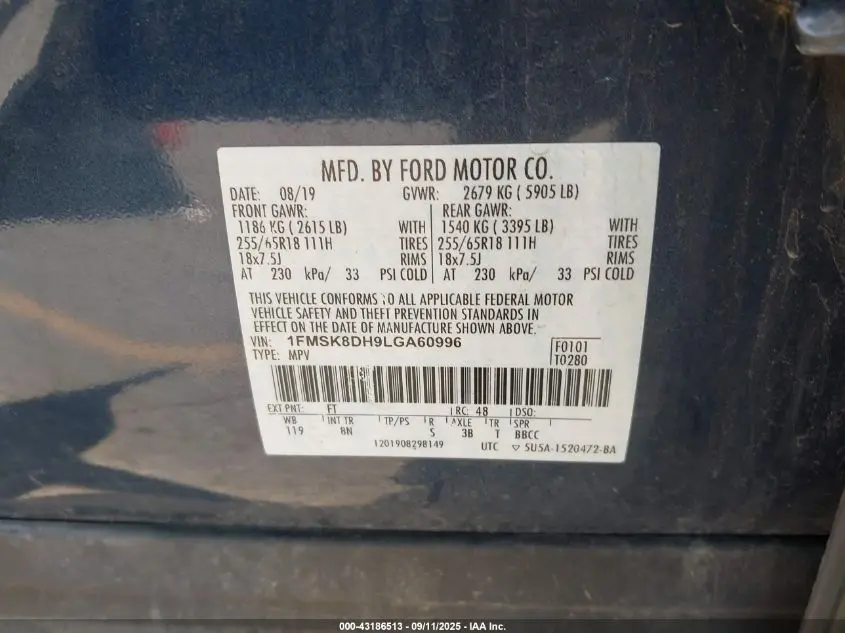 MFD. BY FORD MOTOR CO.
DATE: 08/19 GVWR: 2679 KG ( 5905 LB)
FRONT GAWR: REAR GAWR:
1186 KG ( 2615 LB) WITH 1540 KG ( 3395 LB) WITH
255/65R18 111H TIRES 255/65R18 111H TIRES
18x7.5J RIMS 18x7.5J RIMS
AT 230 kPa/ 33 PSI COLD AT 230 kPa/ 33 PSI COLD
THIS VEHICLE CONFORMS TO ALL APPLICABLE FEDERAL MOTOR
VEHICLE SAFETY AND THEFT PREVENTION STANDARDS IN
EFFECT ON THE DATE OF MANUFACTURE SHOWN ABOVE.
VIN: 1FMSK8DH9LGA60996 F0101
TYPE: MPV T0280
EXT PNT: FT RC: 48 DSO:
WB INT TR TP/PS R AXLE TR SPR
119 8N S 3B T BBCC
1201908298149 UTC ▽ 5U5A-1520472-BA
000-43186513 - 09/11/2025 - IAA Inc.